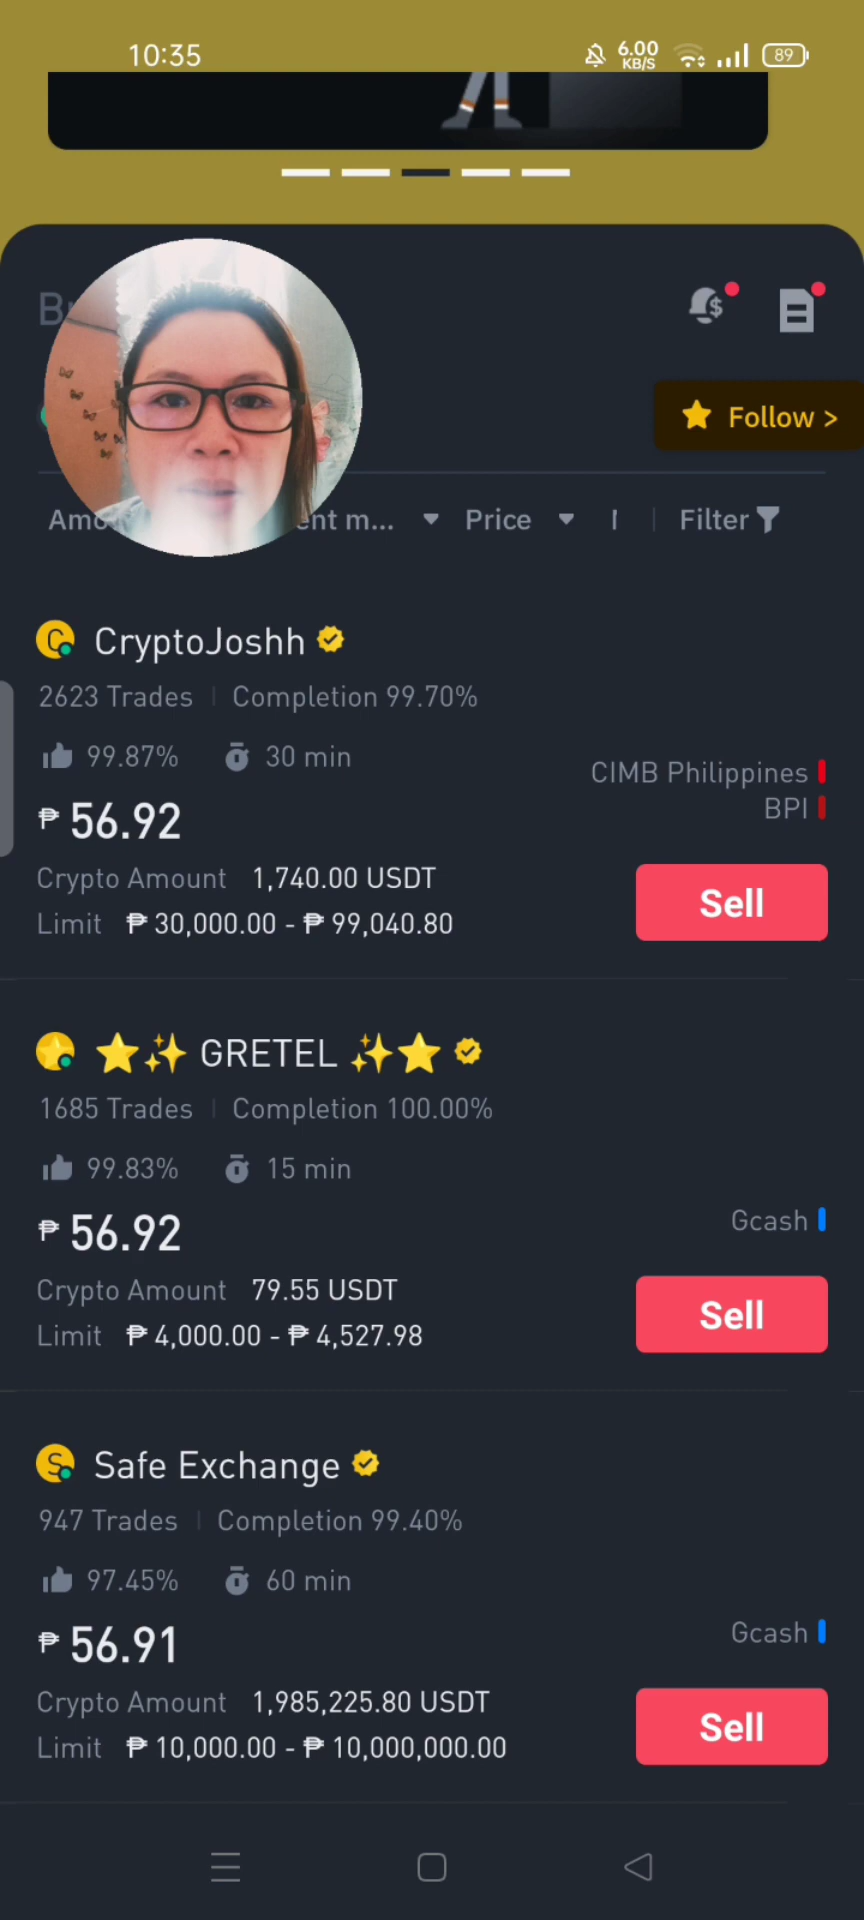 10:35
6.00
KB/S
89
Follow >
Price
Filter
CryptoJoshh
2623 Trades | Completion 99.70%
99.87% 30 min
CIMB Philippines
BPI
₱ 56.92
Crypto Amount 1,740.00 USDT
Limit ₱ 30,000.00 - ₱ 99,040.80
Sell
⭐✨ GRETEL ✨⭐
1685 Trades | Completion 100.00%
99.83% 15 min
Gcash
₱ 56.92
Crypto Amount 79.55 USDT
Limit ₱ 4,000.00 - ₱ 4,527.98
Sell
Safe Exchange
947 Trades | Completion 99.40%
97.45% 60 min
Gcash
₱ 56.91
Crypto Amount 1,985,225.80 USDT
Limit ₱ 10,000.00 - ₱ 10,000,000.00
Sell